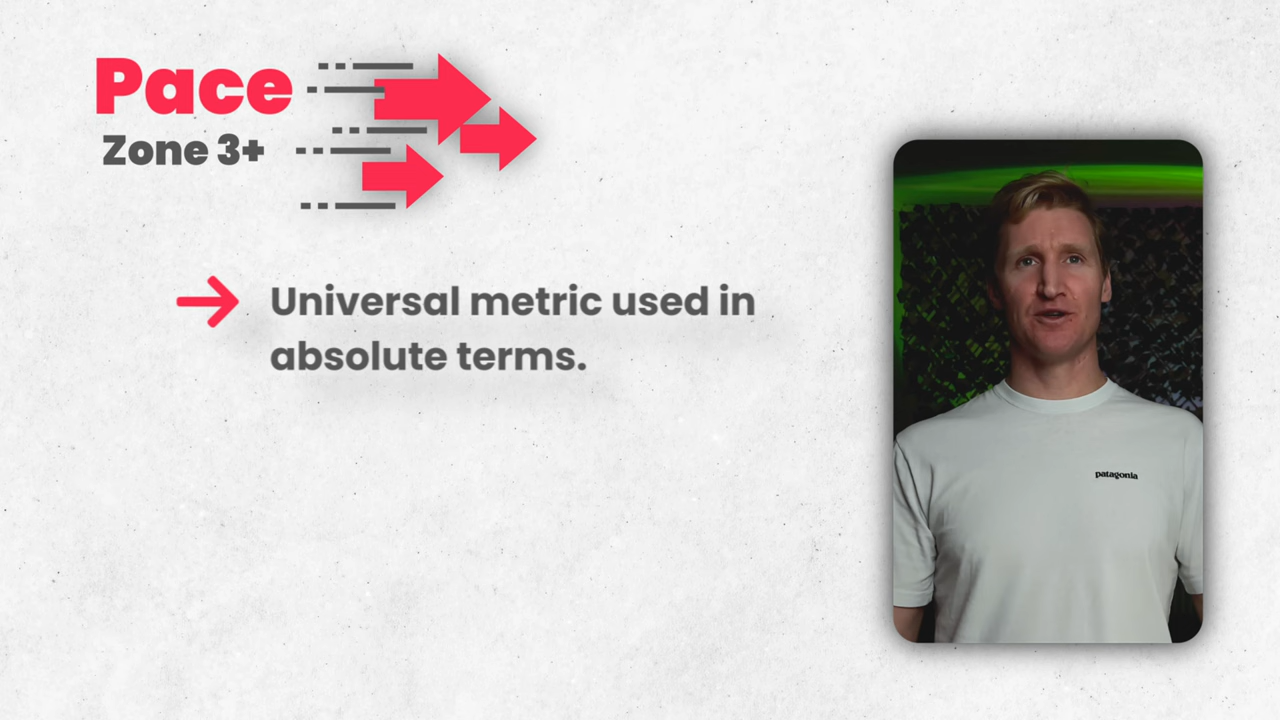 Pace
Zone 3+
Universal metric used in
absolute terms.
patagonia